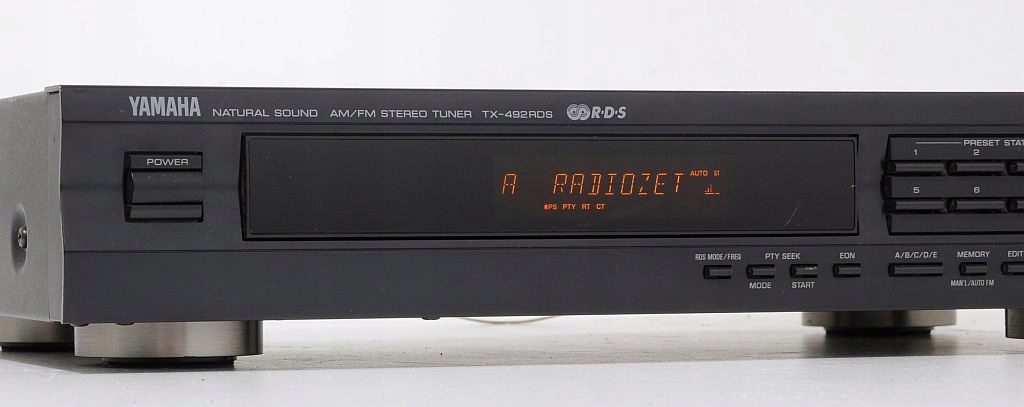 YAMAHA NATURAL SOUND AM/FM STEREO TUNER TX-492RDS R·D·S
POWER
PRESET STAT
1 2
5 6
A RADIOZET AUTO ST
PS PTY RT CT
RDS MODE/FREQ PTY SEEK EON A/B/C/D/E MEMORY EDIT
MODE START MAN'L/AUTO FM